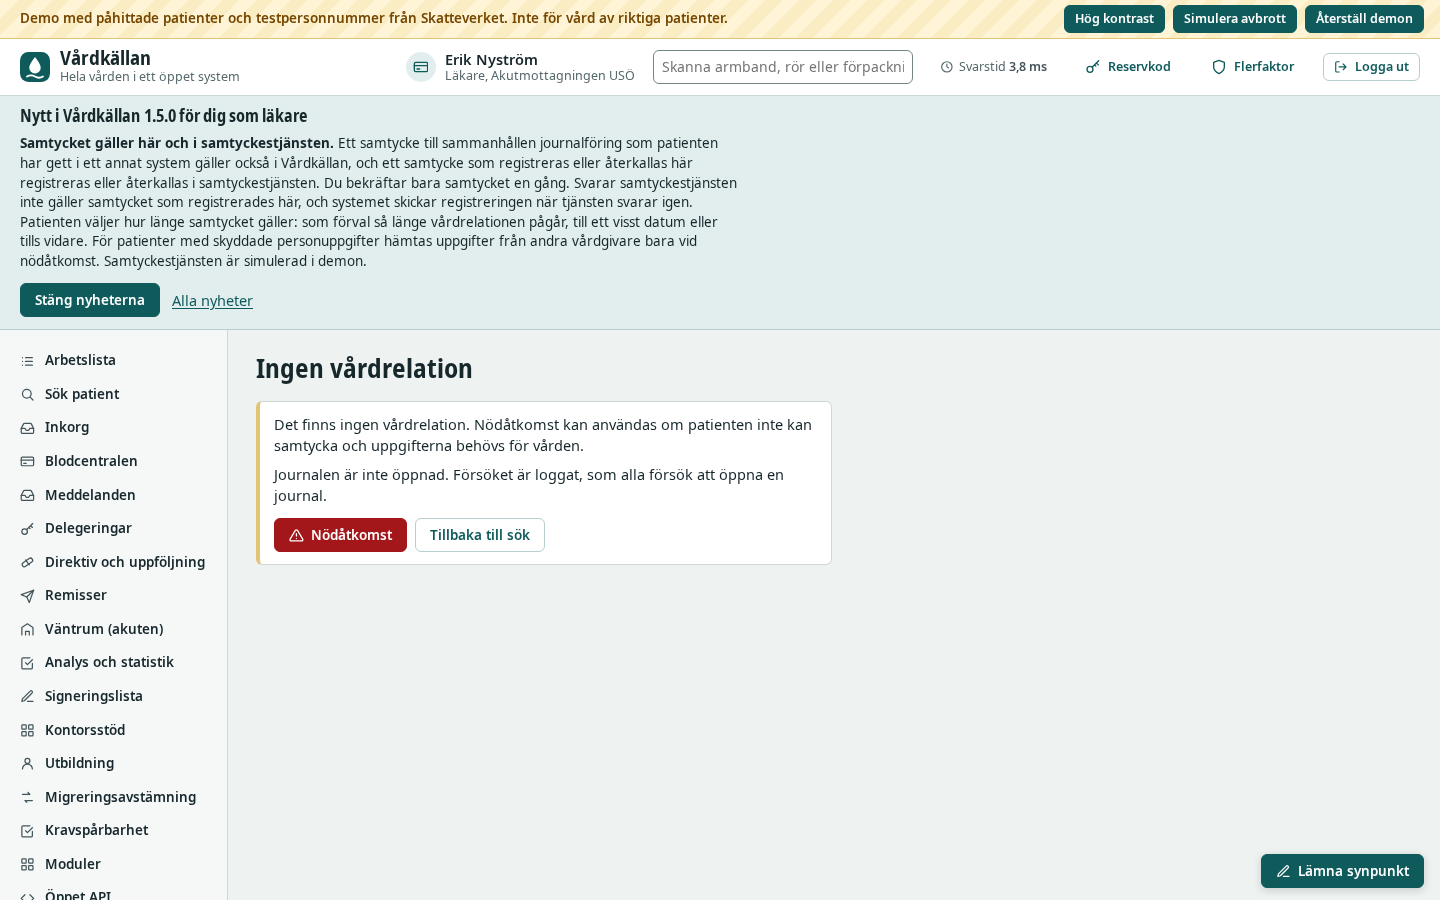 Demo med påhittade patienter och testpersonnummer från Skatteverket. Inte för vård av riktiga patienter.
Hög kontrast
Simulera avbrott
Återställ demon
Vårdkällan
Hela vården i ett öppet system
Erik Nyström
Läkare, Akutmottagningen USÖ
Skanna armband, rör eller förpackni
Svarstid 3,8 ms
Reservkod
Flerfaktor
Logga ut
Nytt i Vårdkällan 1.5.0 för dig som läkare
Samtycket gäller här och i samtyckestjänsten. Ett samtycke till sammanhållen journalföring som patienten
har gett i ett annat system gäller också i Vårdkällan, och ett samtycke som registreras eller återkallas här
registreras eller återkallas i samtyckestjänsten. Du bekräftar bara samtycket en gång. Svarar samtyckestjänsten
inte gäller samtycket som registrerades här, och systemet skickar registreringen när tjänsten svarar igen.
Patienten väljer hur länge samtycket gäller: som förval så länge vårdrelationen pågår, till ett visst datum eller
tills vidare. För patienter med skyddade personuppgifter hämtas uppgifter från andra vårdgivare bara vid
nödåtkomst. Samtyckestjänsten är simulerad i demon.
Stäng nyheterna
Alla nyheter
Arbetslista
Sök patient
Inkorg
Blodcentralen
Meddelanden
Delegeringar
Direktiv och uppföljning
Remisser
Väntrum (akuten)
Analys och statistik
Signeringslista
Kontorsstöd
Utbildning
Migreringsavstämning
Kravspårbarhet
Moduler
Öppet API
Ingen vårdrelation
Det finns ingen vårdrelation. Nödåtkomst kan användas om patienten inte kan
samtycka och uppgifterna behövs för vården.
Journalen är inte öppnad. Försöket är loggat, som alla försök att öppna en
journal.
Nödåtkomst
Tillbaka till sök
Lämna synpunkt